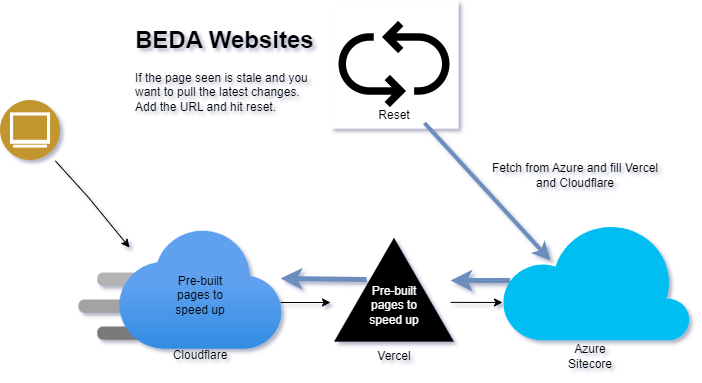 BEDA Websites
If the page seen is stale and you
want to pull the latest changes.
Add the URL and hit reset.
Reset
Fetch from Azure and fill Vercel
and Cloudflare
Pre-built
pages to
speed up
Cloudflare
Pre-built
pages to
speed up
Vercel
Azure
Sitecore